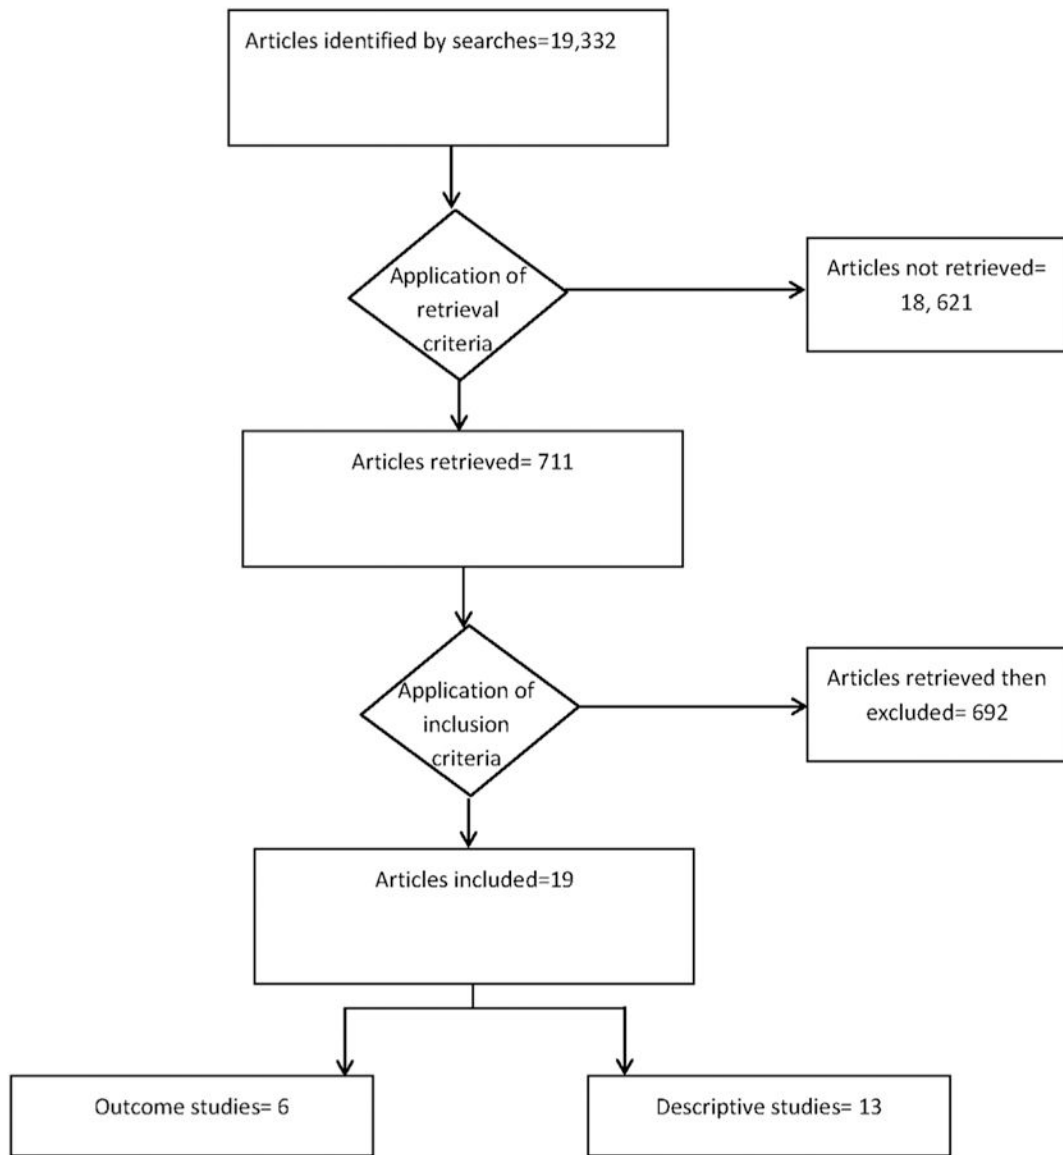 Articles identified by searches=19,332
Application of
retrieval
criteria
Articles not retrieved=
18, 621
Articles retrieved= 711
Application of
inclusion
criteria
Articles retrieved then
excluded= 692
Articles included=19
Outcome studies= 6
Descriptive studies= 13